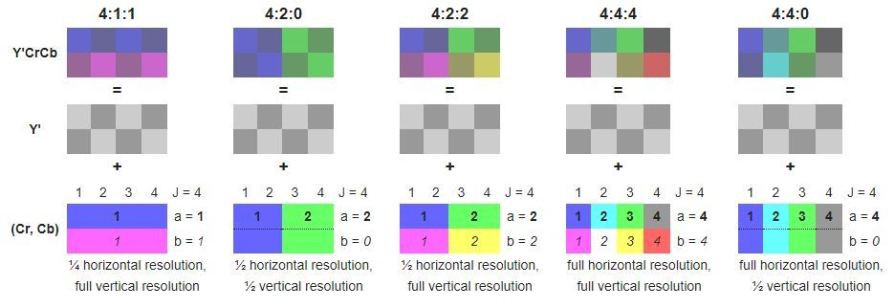 4:1:1 4:2:0 4:2:2 4:4:4 4:4:0
Y'CrCb
= = = = =
Y'
+ + + + +
1 2 3 4 J = 4 1 2 3 4 J = 4 1 2 3 4 J = 4 1 2 3 4 J = 4 1 2 3 4 J = 4
1 a = 1 1 2 a = 2 1 2 a = 2 1 2 3 4 a = 4 1 2 3 4 a = 4
(Cr, Cb)
1 b = 1 b = 0 1 2 b = 2 1 2 3 4 b = 4 b = 0
¼ horizontal resolution, ½ horizontal resolution, ½ horizontal resolution, full horizontal resolution, full horizontal resolution,
full vertical resolution ½ vertical resolution full vertical resolution full vertical resolution ½ vertical resolution